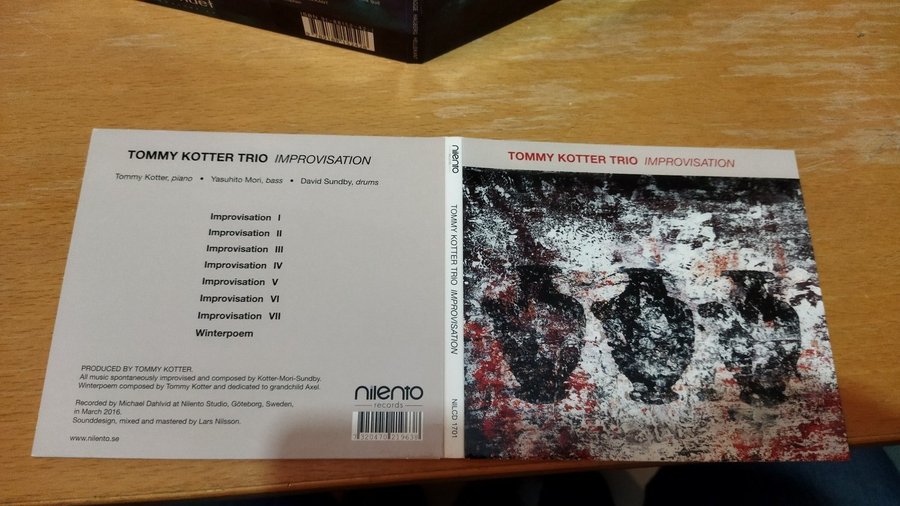 TOMMY KOTTER TRIO IMPROVISATION
Tommy Kotter, piano • Yasuhito Mori, bass • David Sundby, drums
Improvisation I
Improvisation II
Improvisation III
Improvisation IV
Improvisation V
Improvisation VI
Improvisation VII
Winterpoem
PRODUCED BY TOMMY KOTTER.
All music spontaneously improvised and composed by Kotter-Mori-Sundby.
Winterpoem composed by Tommy Kotter and dedicated to grandchild Axel.
Recorded by Michael Dahlvid at Nilento Studio, Göteborg, Sweden,
in March 2016.
Sounddesign, mixed and mastered by Lars Nilsson.
www.nilento.se
nilento
records
nilento
TOMMY KOTTER TRIO IMPROVISATION
NILCD 1701
TOMMY KOTTER TRIO IMPROVISATION